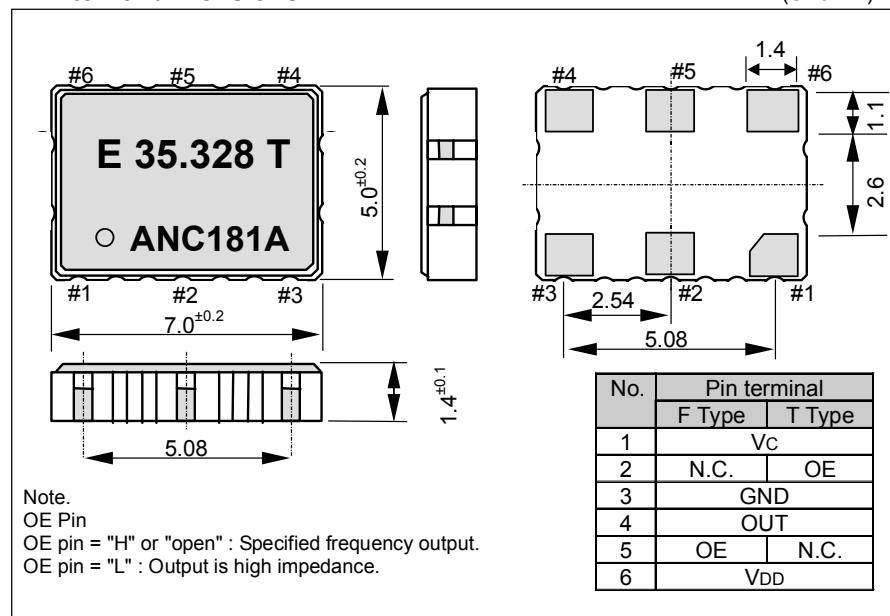 #6 #5 #4
E 35.328 T
ANC181A
#1 #2 #3
7.0±0.2
5.0±0.2
1.4±0.1
5.08
#4 #5 #6
1.4
1.1
2.6
#3 #2 #1
2.54
5.08
No. Pin terminal
F Type T Type
1 VC
2 N.C. OE
3 GND
4 OUT
5 OE N.C.
6 VDD
Note.
OE Pin
OE pin = "H" or "open" : Specified frequency output.
OE pin = "L" : Output is high impedance.